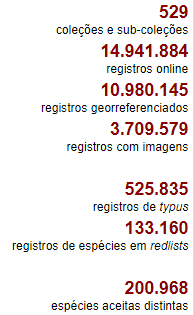 529
coleções e sub-coleções
14.941.884
registros online
10.980.145
registros georreferenciados
3.709.579
registros com imagens
525.835
registros de typus
133.160
registros de espécies em redlists
200.968
espécies aceitas distintas